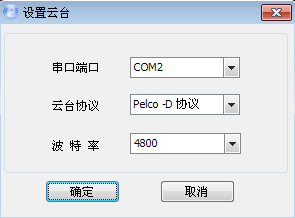 设置云台
串口端口 COM2
云台协议 Pelco -D 协议
波 特 率 4800
确定 取消